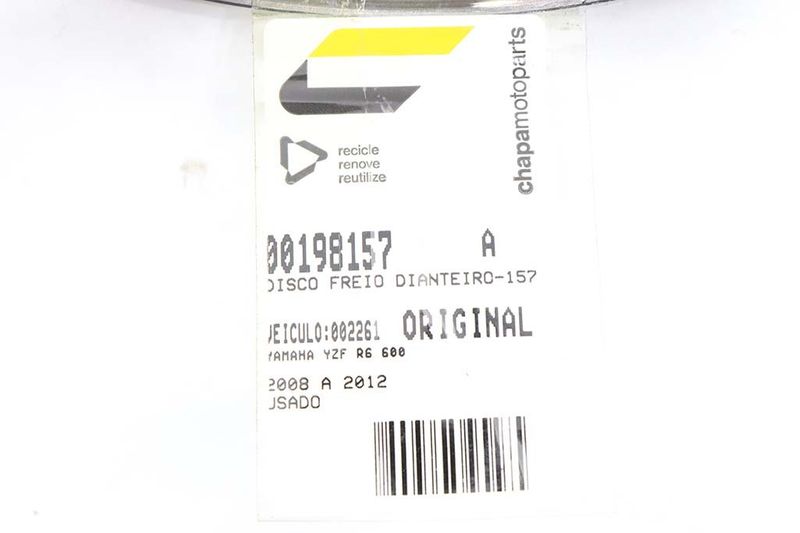 chapamotoparts
recicle
renove
reutilize
00198157 A
DISCO FREIO DIANTEIRO-157
VEICULO:002261 ORIGINAL
YAMAHA YZF R6 600
2008 A 2012
USADO